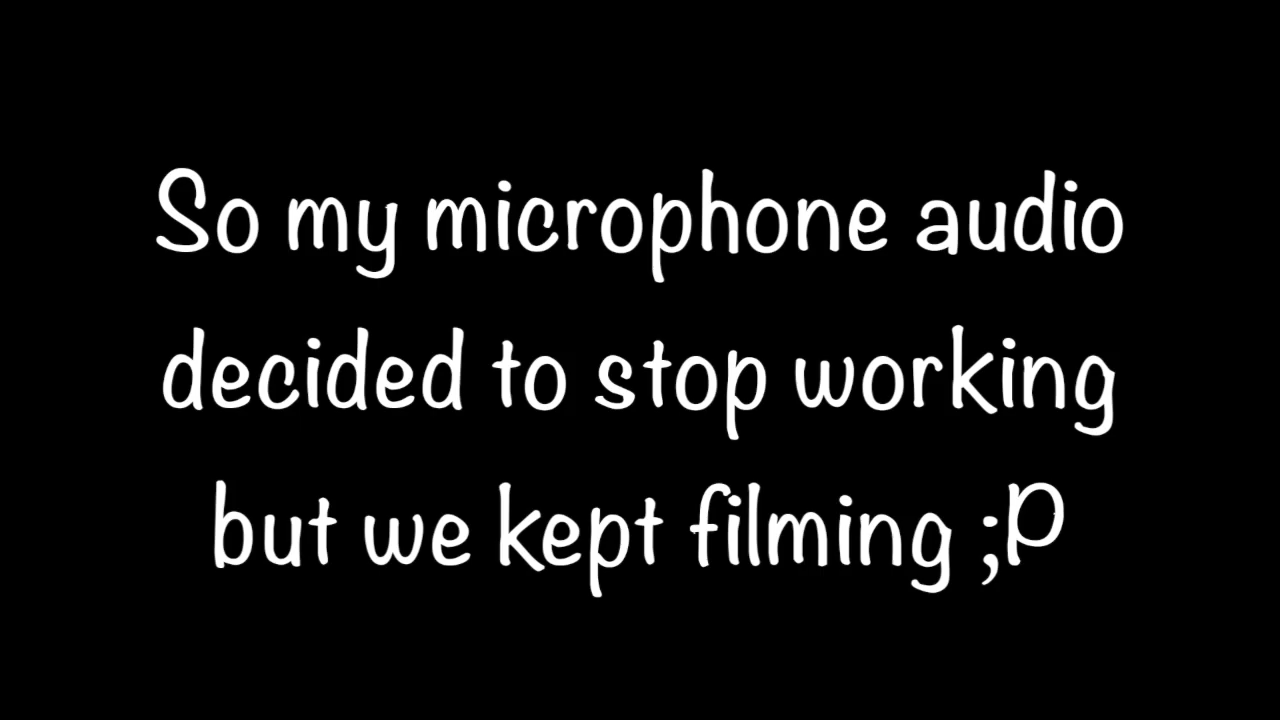 So my microphone audio
decided to stop working
but we kept filming ;P